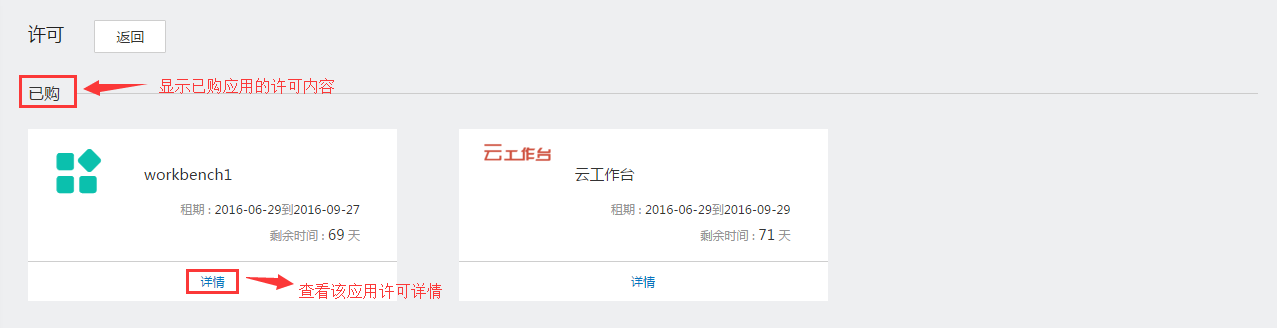 许可 返回
已购 显示已购应用的许可内容
云工作台
workbench1 云工作台
租期 : 2016-06-29到2016-09-27 租期 : 2016-06-29到2016-09-29
剩余时间 : 69 天 剩余时间 : 71 天
详情 查看该应用许可详情 详情